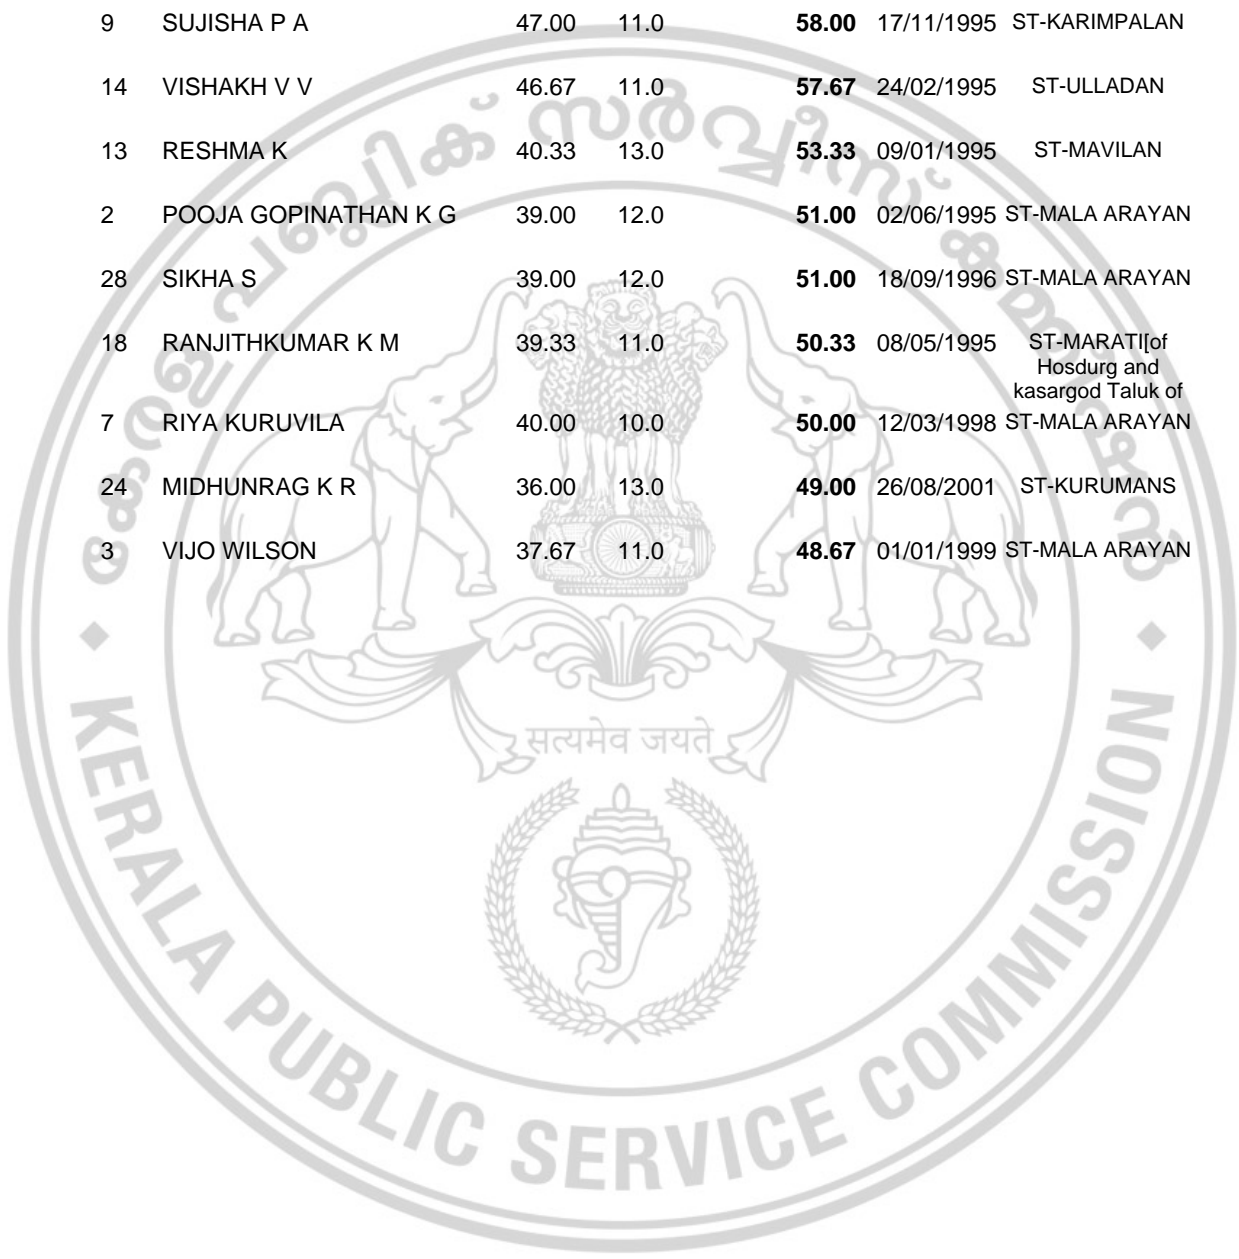 9 SUJISHA P A 47.00 11.0 58.00 17/11/1995 ST-KARIMPALAN
14 VISHAKH V V 46.67 11.0 57.67 24/02/1995 ST-ULLADAN
13 RESHMA K 40.33 13.0 53.33 09/01/1995 ST-MAVILAN
2 POOJA GOPINATHAN K G 39.00 12.0 51.00 02/06/1995 ST-MALA ARAYAN
28 SIKHA S 39.00 12.0 51.00 18/09/1996 ST-MALA ARAYAN
18 RANJITHKUMAR K M 39.33 11.0 50.33 08/05/1995 ST-MARATI[of
Hosdurg and
kasargod Taluk of
7 RIYA KURUVILA 40.00 10.0 50.00 12/03/1998 ST-MALA ARAYAN
24 MIDHUNRAG K R 36.00 13.0 49.00 26/08/2001 ST-KURUMANS
3 VIJO WILSON 37.67 11.0 48.67 01/01/1999 ST-MALA ARAYAN
കേരള പബ്ലിക് സർവ്വീസ് കമ്മിഷൻ
सत्यमेव जयते
KERALA PUBLIC SERVICE COMMISSION